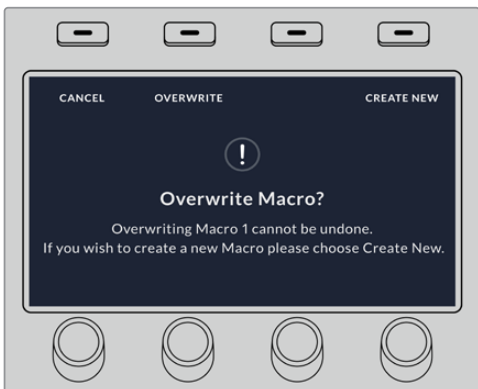 CANCEL OVERWRITE CREATE NEW
!
Overwrite Macro?
Overwriting Macro 1 cannot be undone.
If you wish to create a new Macro please choose Create New.